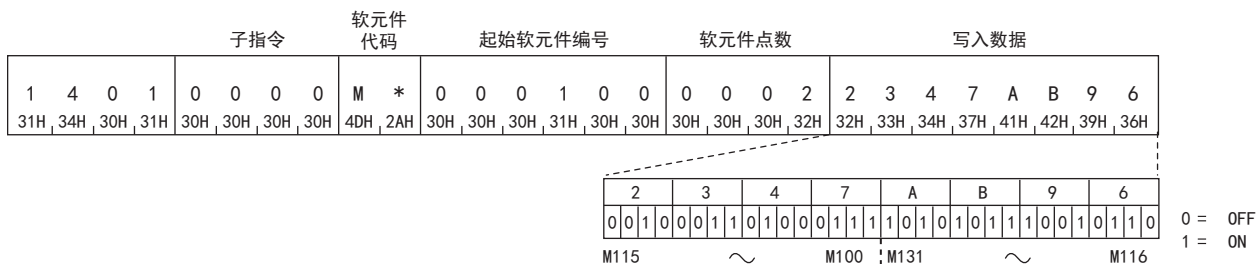 软元件
子指令 代码 起始软元件编号 软元件点数 写入数据
1 4 0 1 0 0 0 0 M * 0 0 0 1 0 0 0 0 0 2 2 3 4 7 A B 9 6
31H 34H 30H 31H 30H 30H 30H 30H 4DH 2AH 30H 30H 30H 31H 30H 30H 30H 30H 30H 32H 32H 33H 34H 37H 41H 42H 39H 36H
2 3 4 7 A B 9 6
0 0 1 0 0 0 1 1 0 1 0 0 0 1 1 1 1 0 1 0 1 0 1 1 1 0 0 1 0 1 1 0 0 = OFF
1 = ON
M115 ～ M100 M131 ～ M116